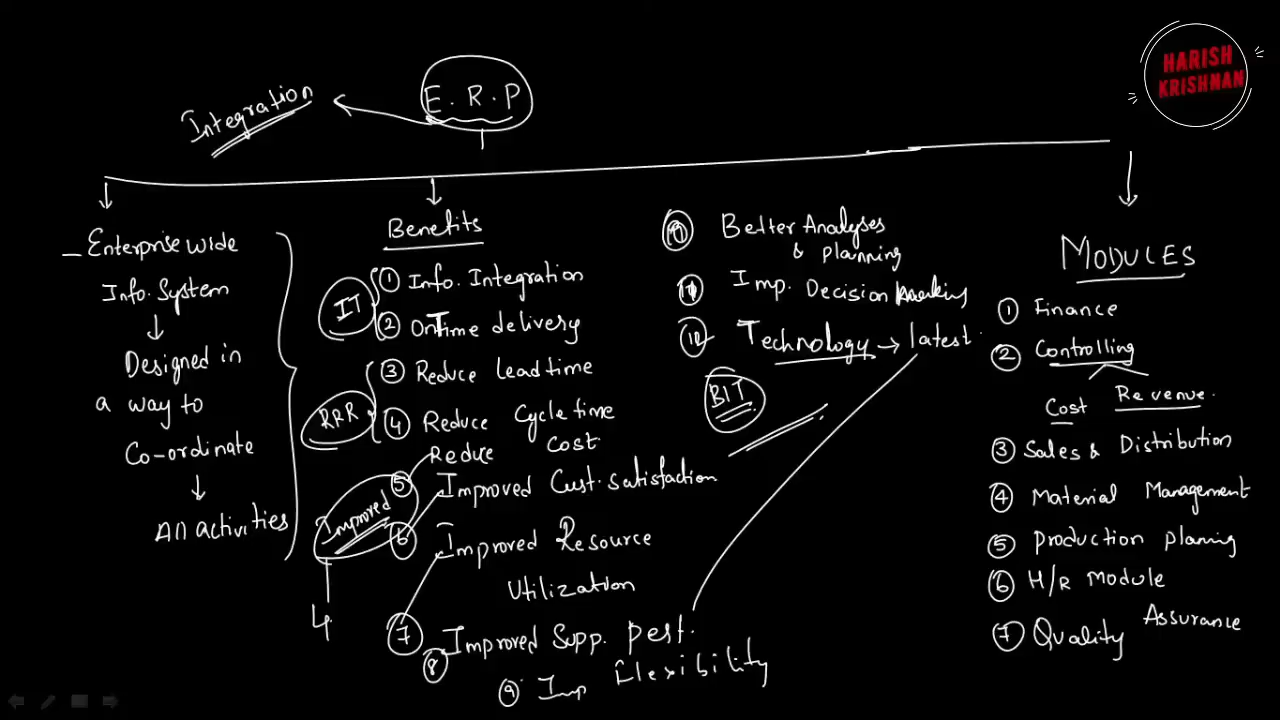 HARISH
KRISHNAN
E.R.P
Integration
Enterprise wide
Info. System
Designed in
a way to
Co-ordinate
All activities
Benefits
IT
① Info. Integration
② OnTime delivery
RRR
③ Reduce Lead time
④ Reduce Cycle time
⑤ Reduce Cost
Improved
4
⑥ Improved Cust. satisfaction
⑦ Improved Resource
Utilization
⑧ Improved Supp.
⑨ Imp Flexibility
⑩ Better Analyses
& planning
⑪ Imp. Decision Making
⑫ Technology → latest
BIT
MODULES
① Finance
② Controlling
Cost Revenue
③ Sales & Distribution
④ Material Management
⑤ Production planing
⑥ H/R Module
⑦ Quality Assurance